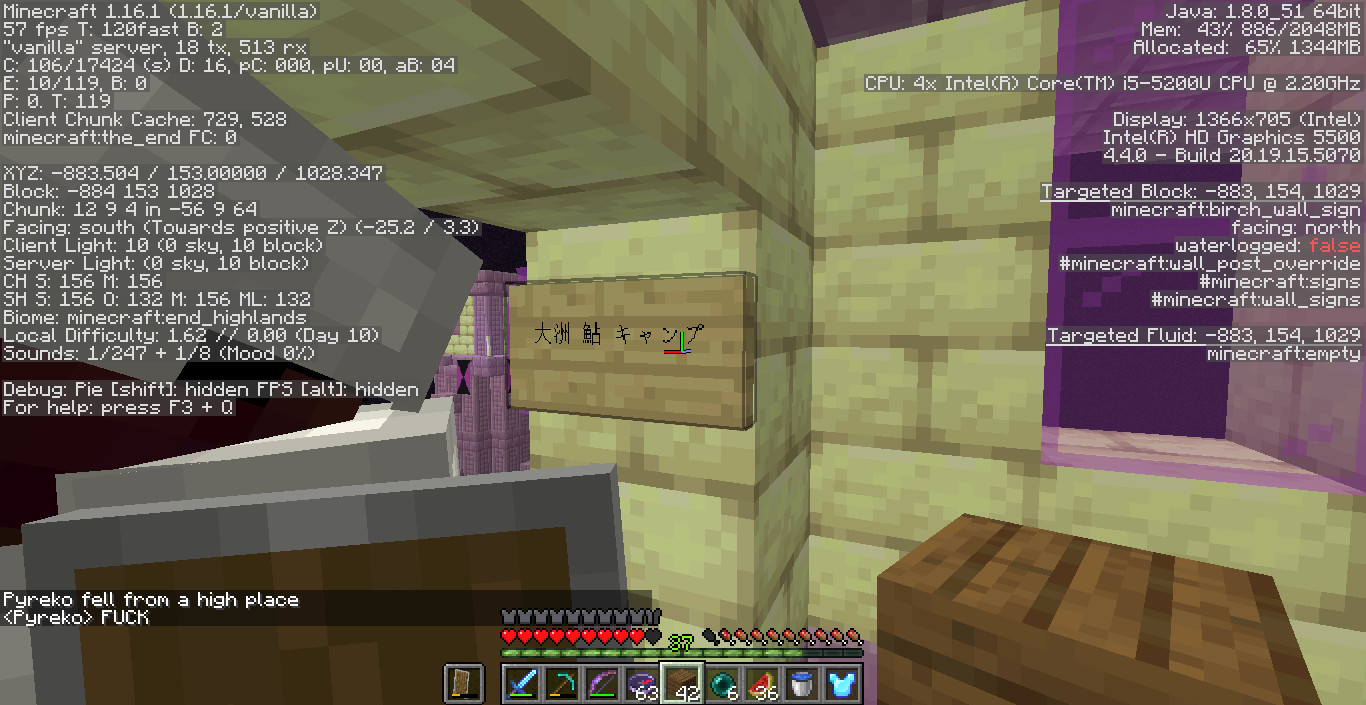 Minecraft 1.16.1 (1.16.1/vanilla)
57 fps T: 120fast B: 2
"vanilla" server, 18 tx, 513 rx
C: 106/17424 (s) D: 16, pC: 000, pU: 00, aB: 04
E: 10/119, B: 0
P: 0. T: 119
Client Chunk Cache: 729, 528
minecraft:the_end FC: 0
XYZ: -883.504 / 153.00000 / 1028.347
Block: -884 153 1028
Chunk: 12 9 4 in -56 9 64
Facing: south (Towards positive Z) (-25.2 / 3.3)
Client Light: 10 (0 sky, 10 block)
Server Light: (0 sky, 10 block)
CH S: 156 M: 156
SH S: 156 O: 132 M: 156 ML: 132
Biome: minecraft:end_highlands
Local Difficulty: 1.62 // 0.00 (Day 10)
Sounds: 1/247 + 1/8 (Mood 0%)
Debug: Pie [shift]: hidden FPS [alt]: hidden
For help: press F3 + Q
Java: 1.8.0_51 64bit
Mem: 43% 886/2048MB
Allocated: 65% 1344MB
CPU: 4x Intel(R) Core(TM) i5-5200U CPU @ 2.20GHz
Display: 1366x705 (Intel)
Intel(R) HD Graphics 5500
4.4.0 - Build 20.19.15.5070
Targeted Block: -883, 154, 1029
minecraft:birch_wall_sign
facing: north
waterlogged: false
#minecraft:wall_post_override
#minecraft:signs
#minecraft:wall_signs
Targeted Fluid: -883, 154, 1029
minecraft:empty
大洲 鮎 キャンプ
Pyreko fell from a high place
<Pyreko> FUCK
37
63
42
6
36